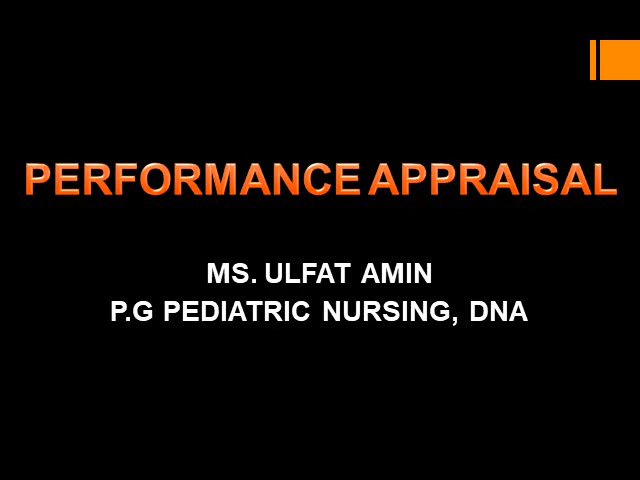 PERFORMANCE APPRAISAL
MS. ULFAT AMIN
P.G PEDIATRIC NURSING, DNA